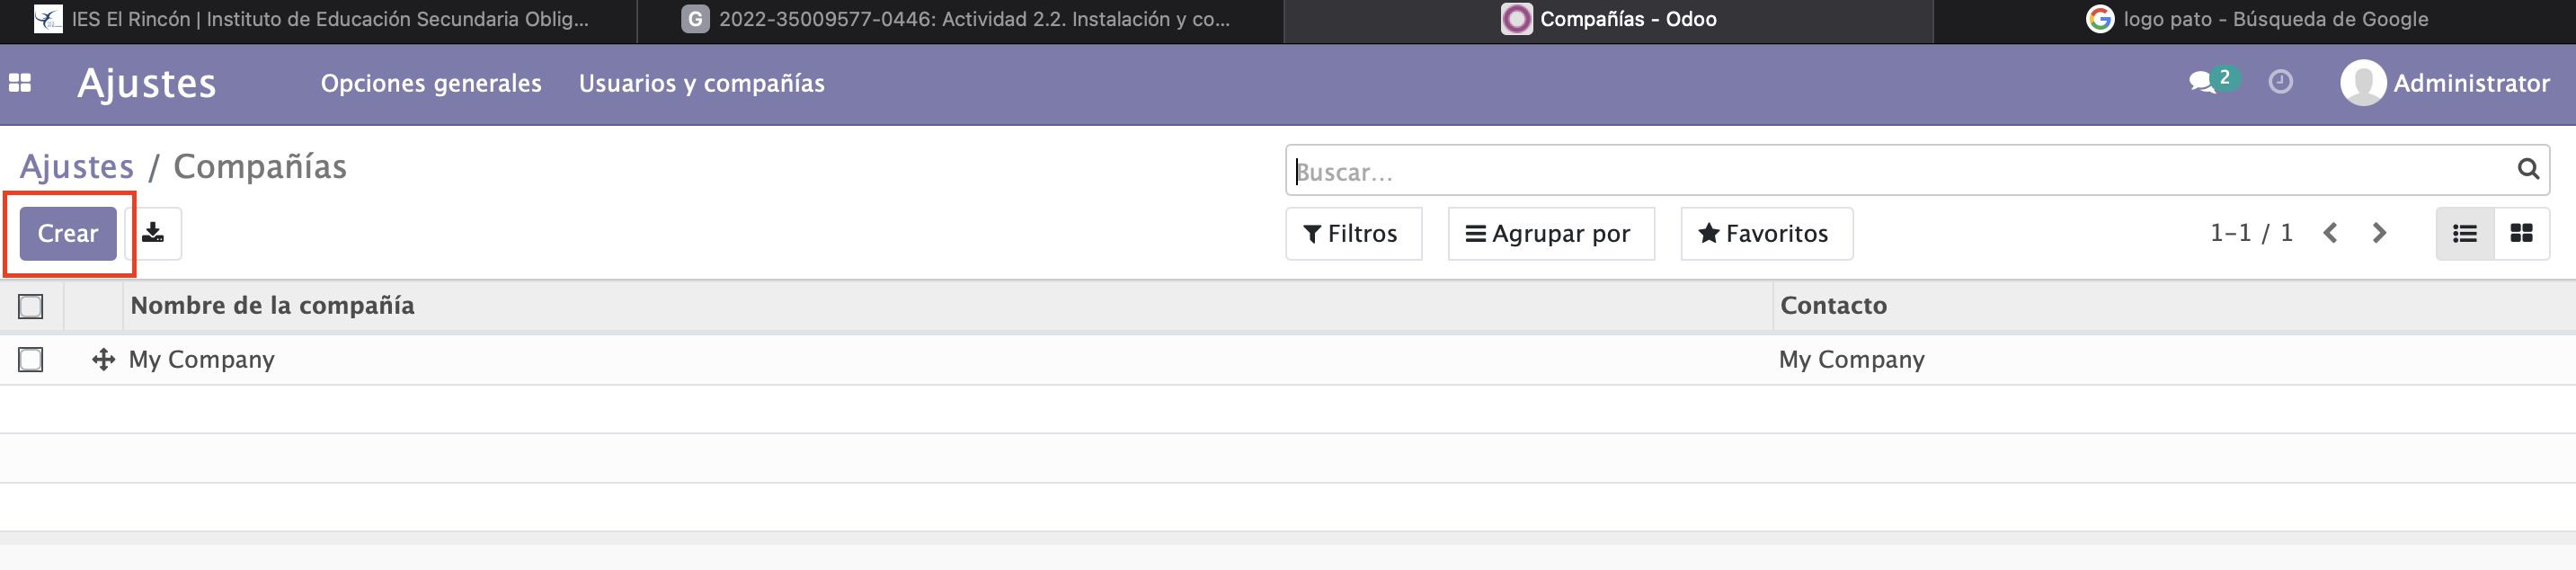 IES El Rincón | Instituto de Educación Secundaria Oblig...
G 2022-35009577-0446: Actividad 2.2. Instalación y co...
Compañías - Odoo
logo pato - Búsqueda de Google
Ajustes Opciones generales Usuarios y compañías 2 Administrator
Ajustes / Compañías
Buscar...
Crear Filtros Agrupar por Favoritos 1-1 / 1
Nombre de la compañía Contacto
My Company My Company